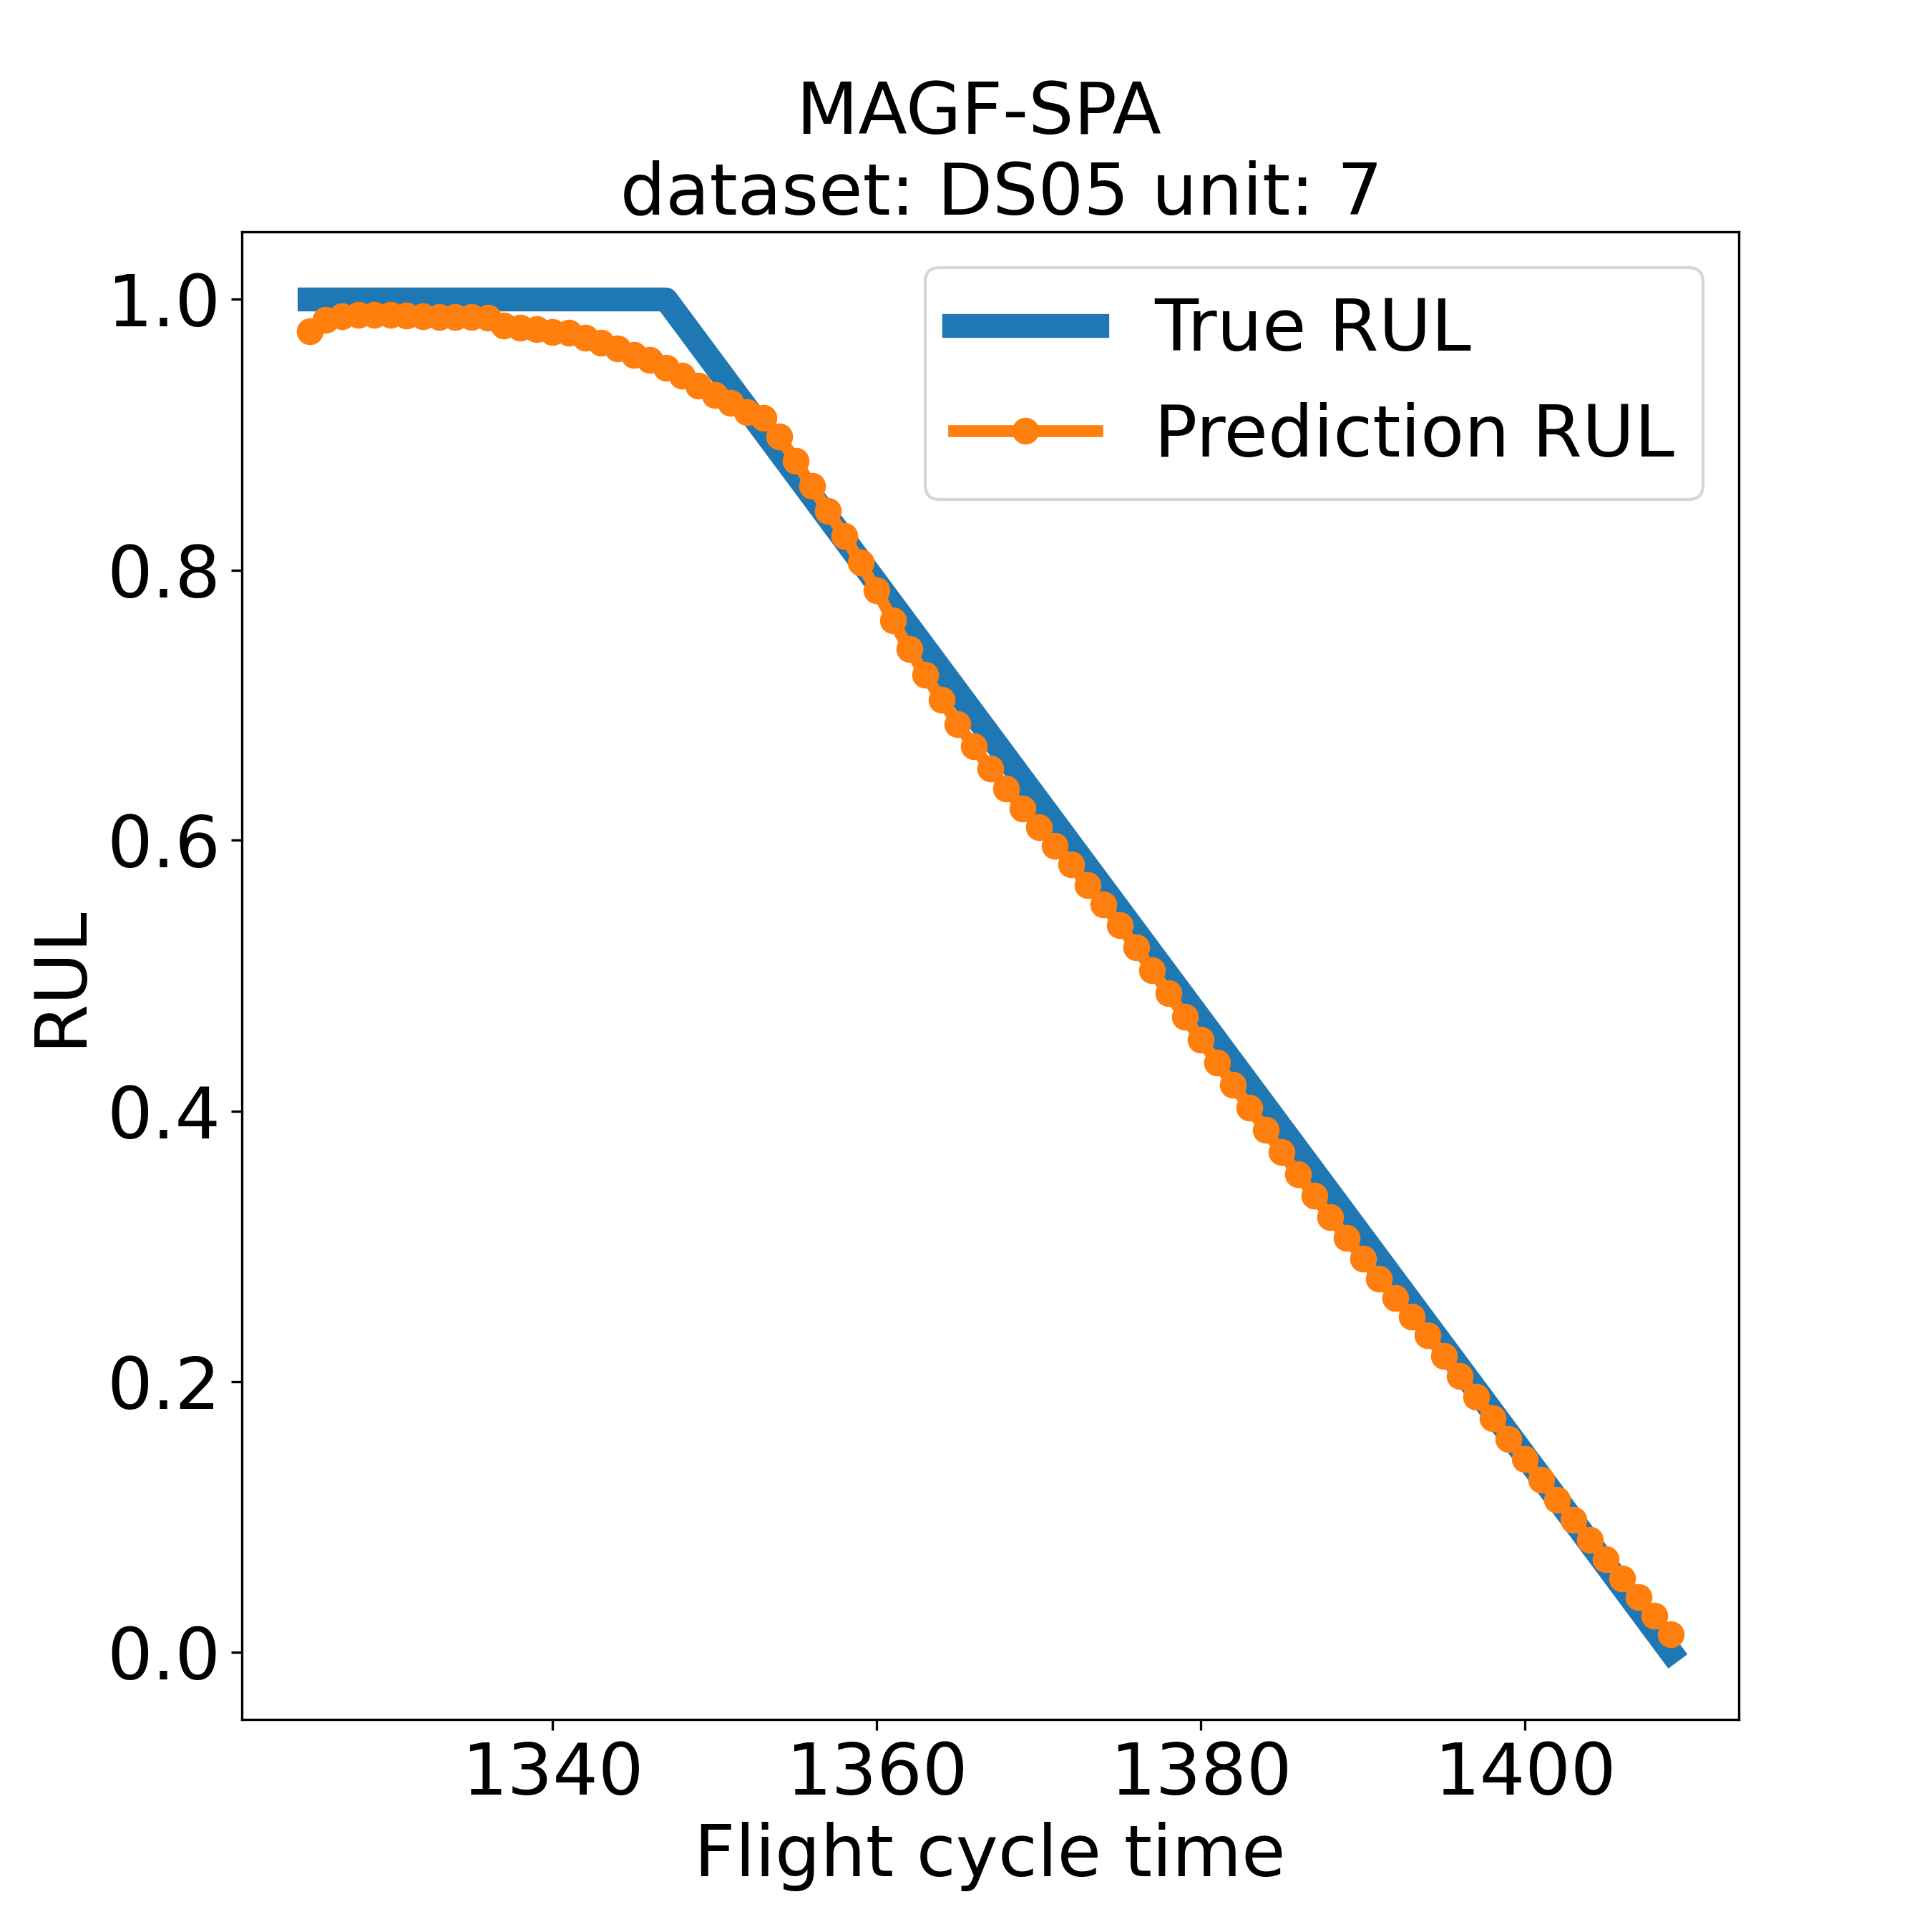 MAGF-SPA
dataset: DS05 unit: 7
True RUL
Prediction RUL
1.0
0.8
0.6
0.4
0.2
0.0
RUL
1340 1360 1380 1400
Flight cycle time